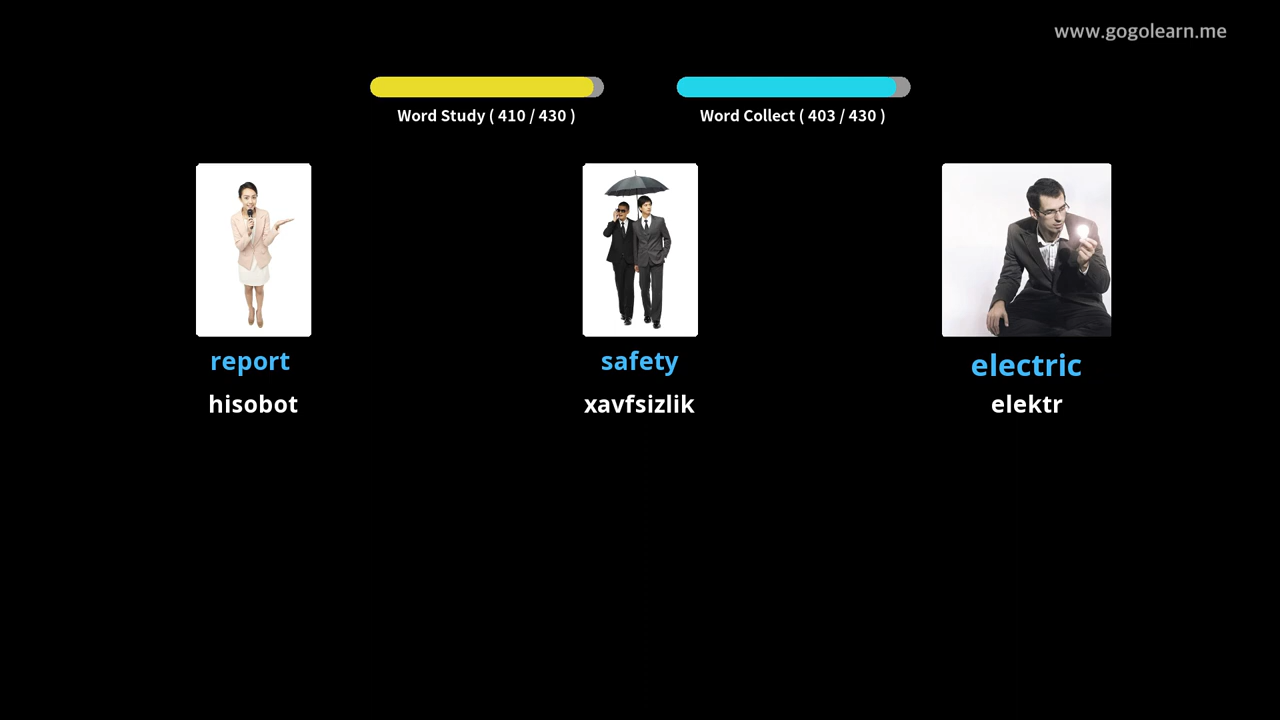 www.gogolearn.me
Word Study ( 410 / 430 )
Word Collect ( 403 / 430 )
report
safety
electric
hisobot
xavfsizlik
elektr